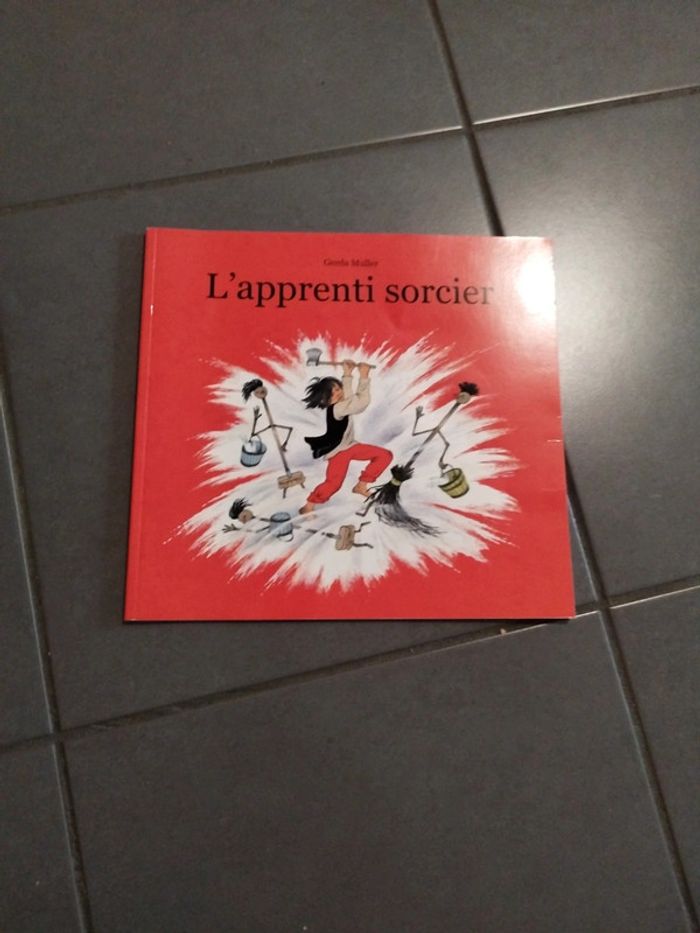 Gerda Muller
L'apprenti sorcier